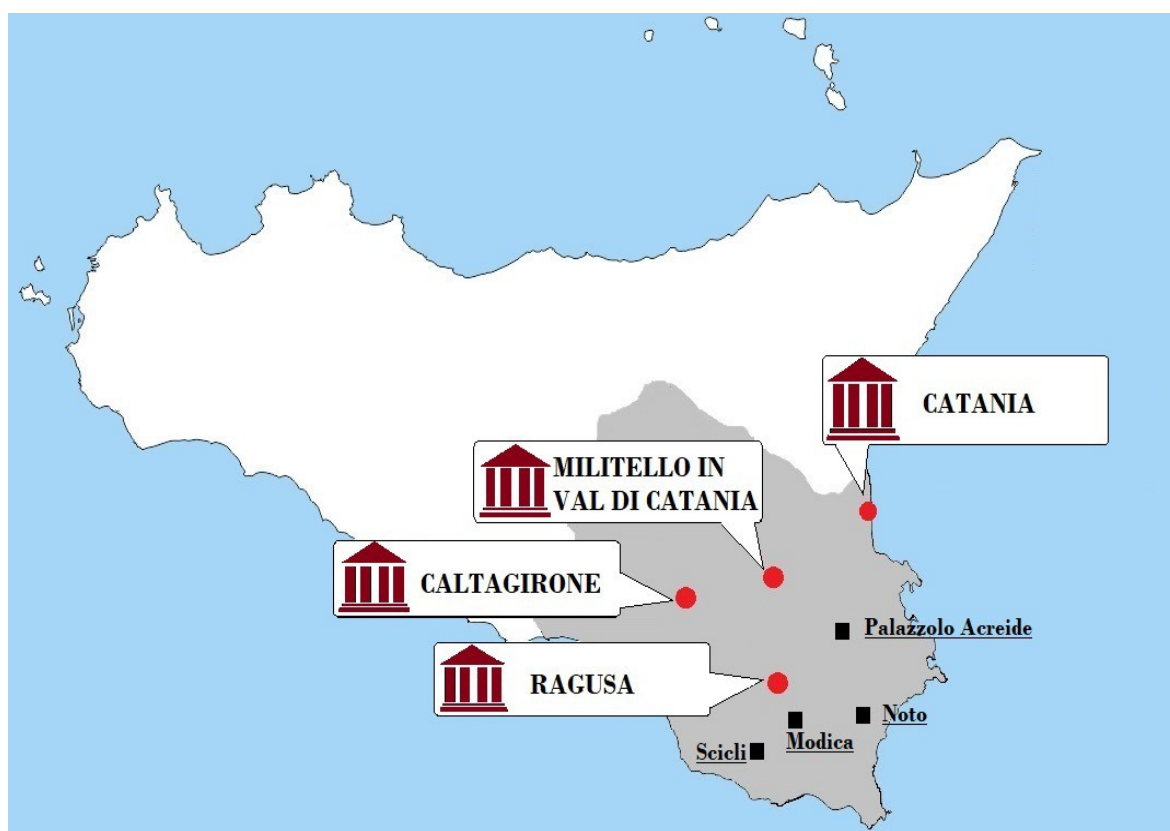 CATANIA
MILITELLO IN
VAL DI CATANIA
CALTAGIRONE
Palazzolo Acreide
RAGUSA
Noto
Modica
Scicli